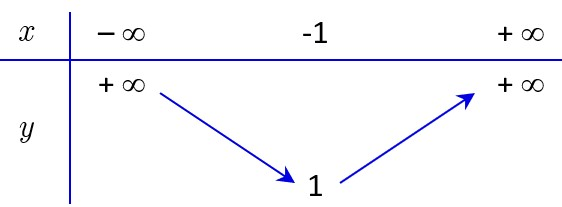 x − ∞ -1 + ∞
+ ∞ + ∞
y
1